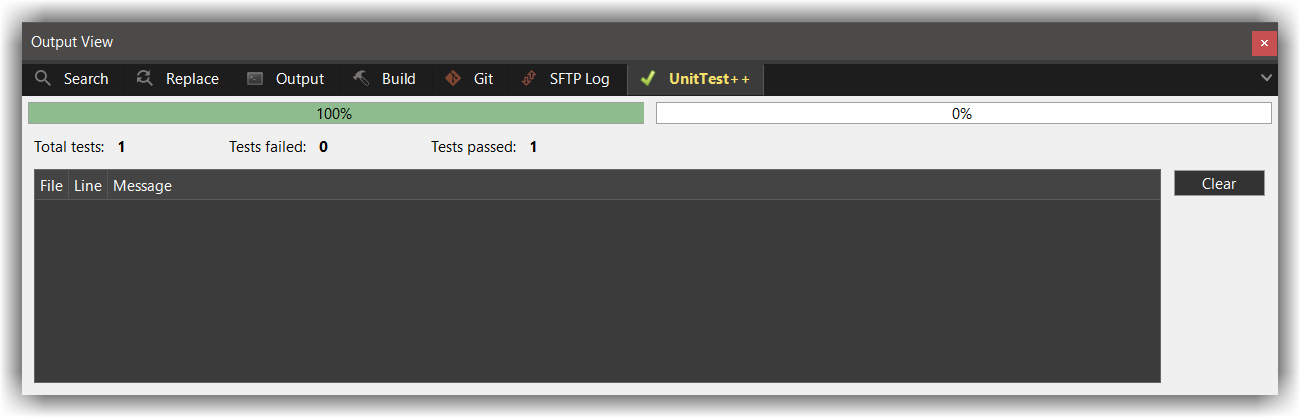 Output View
Search Replace Output Build Git SFTP Log UnitTest++
100% 0%
Total tests: 1 Tests failed: 0 Tests passed: 1
File Line Message Clear